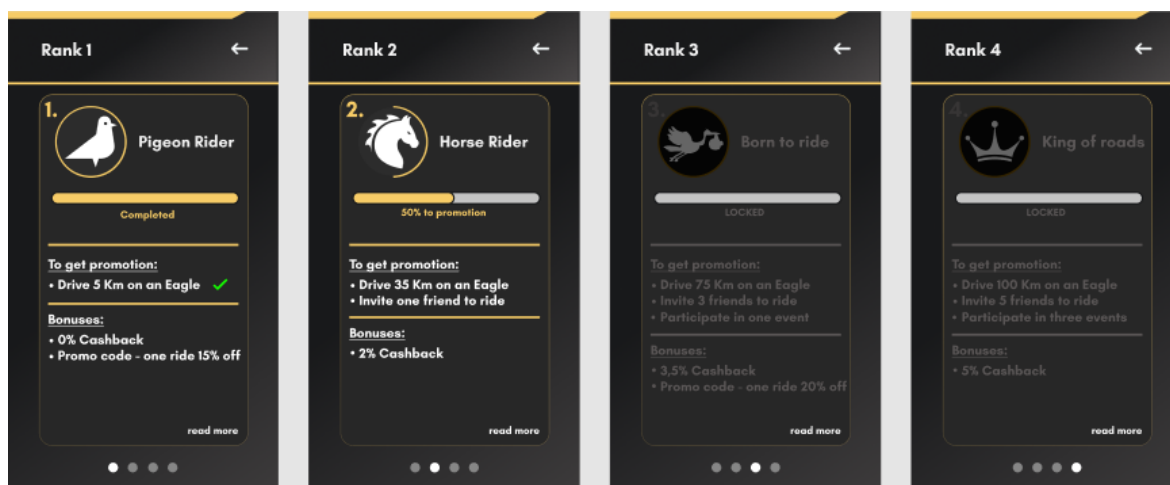 Rank 1
1.
Pigeon Rider
Completed
To get promotion:
• Drive 5 Km on an Eagle
Bonuses:
• 0% Cashback
• Promo code - one ride 15% off
read more
Rank 2
2.
Horse Rider
50% to promotion
To get promotion:
• Drive 35 Km on an Eagle
• Invite one friend to ride
Bonuses:
• 2% Cashback
read more
Rank 3
3.
Born to ride
LOCKED
To get promotion:
• Drive 75 Km on an Eagle
• Invite 3 friends to ride
• Participate in one event
Bonuses:
• 3,5% Cashback
• Promo code - one ride 20% off
read more
Rank 4
4.
King of roads
LOCKED
To get promotion:
• Drive 100 Km on an Eagle
• Invite 5 friends to ride
• Participate in three events
Bonuses:
• 5% Cashback
read more